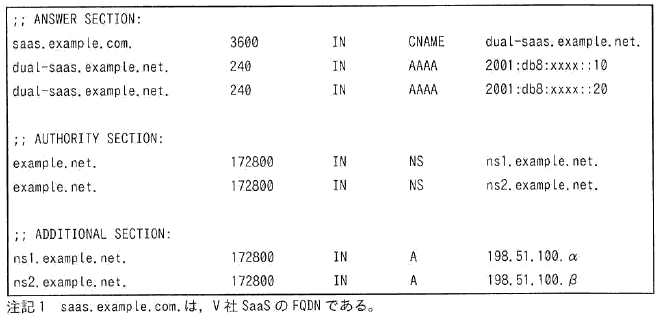 ;; ANSWER SECTION:
saas.example.com. 3600 IN CNAME dual-saas.example.net.
dual-saas.example.net. 240 IN AAAA 2001:db8:xxxx::10
dual-saas.example.net. 240 IN AAAA 2001:db8:xxxx::20
;; AUTHORITY SECTION:
example.net. 172800 IN NS ns1.example.net.
example.net. 172800 IN NS ns2.example.net.
;; ADDITIONAL SECTION:
ns1.example.net. 172800 IN A 198.51.100.α
ns2.example.net. 172800 IN A 198.51.100.β
注記1 saas.example.com.は，V社SaaSのFQDNである。